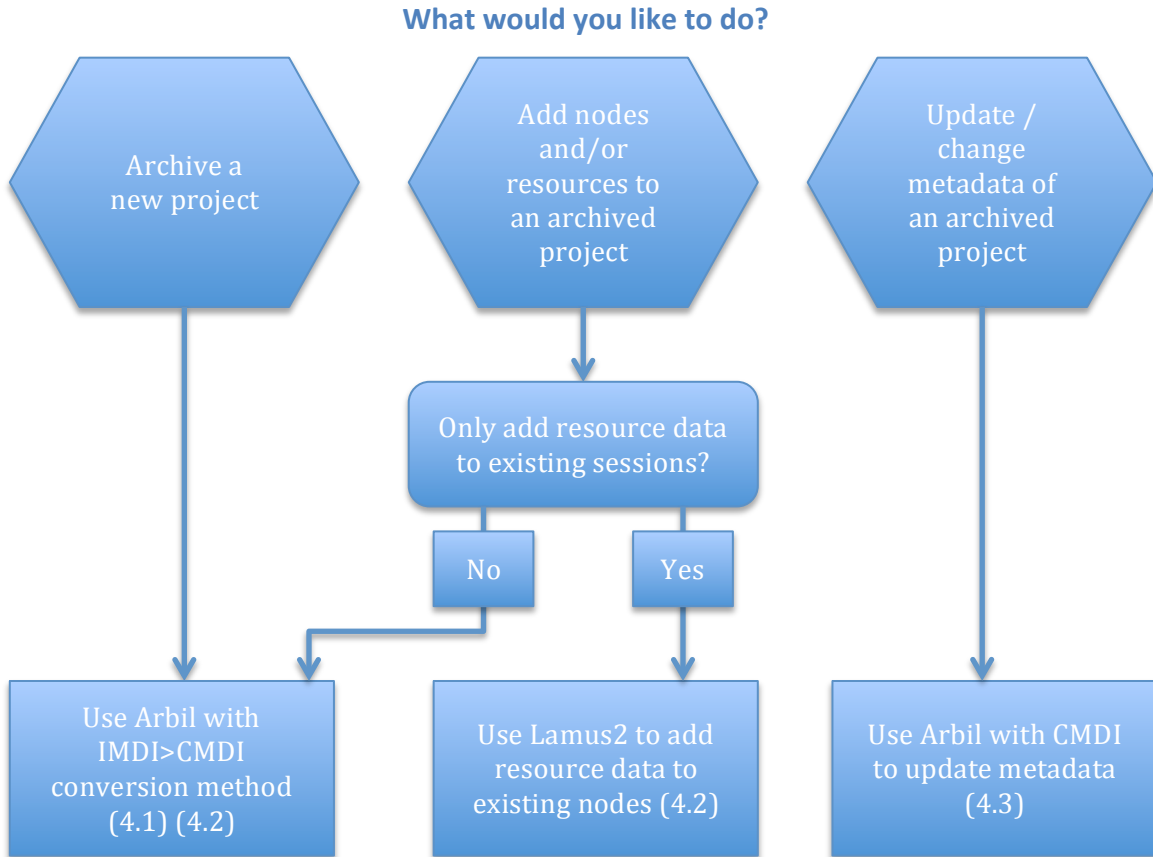 What would you like to do?
Archive a
new project
Add nodes
and/or
resources to
an archived
project
Update /
change
metadata of
an archived
project
Only add resource data
to existing sessions?
No
Yes
Use Arbil with
IMDI>CMDI
conversion method
(4.1) (4.2)
Use Lamus2 to add
resource data to
existing nodes (4.2)
Use Arbil with CMDI
to update metadata
(4.3)